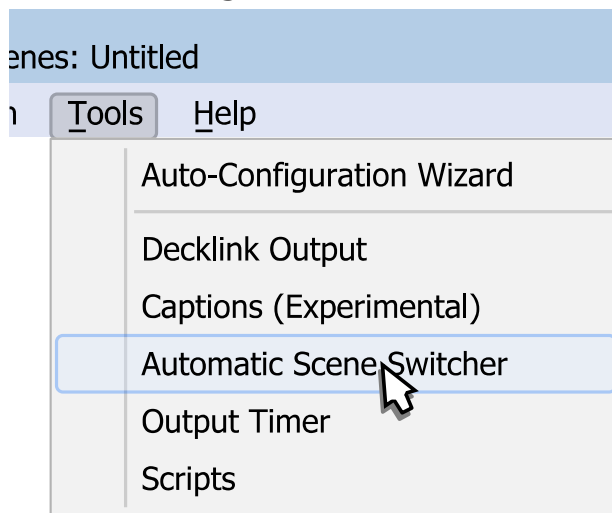 enes: Untitled
Tools Help
Auto-Configuration Wizard
Decklink Output
Captions (Experimental)
Automatic Scene Switcher
Output Timer
Scripts